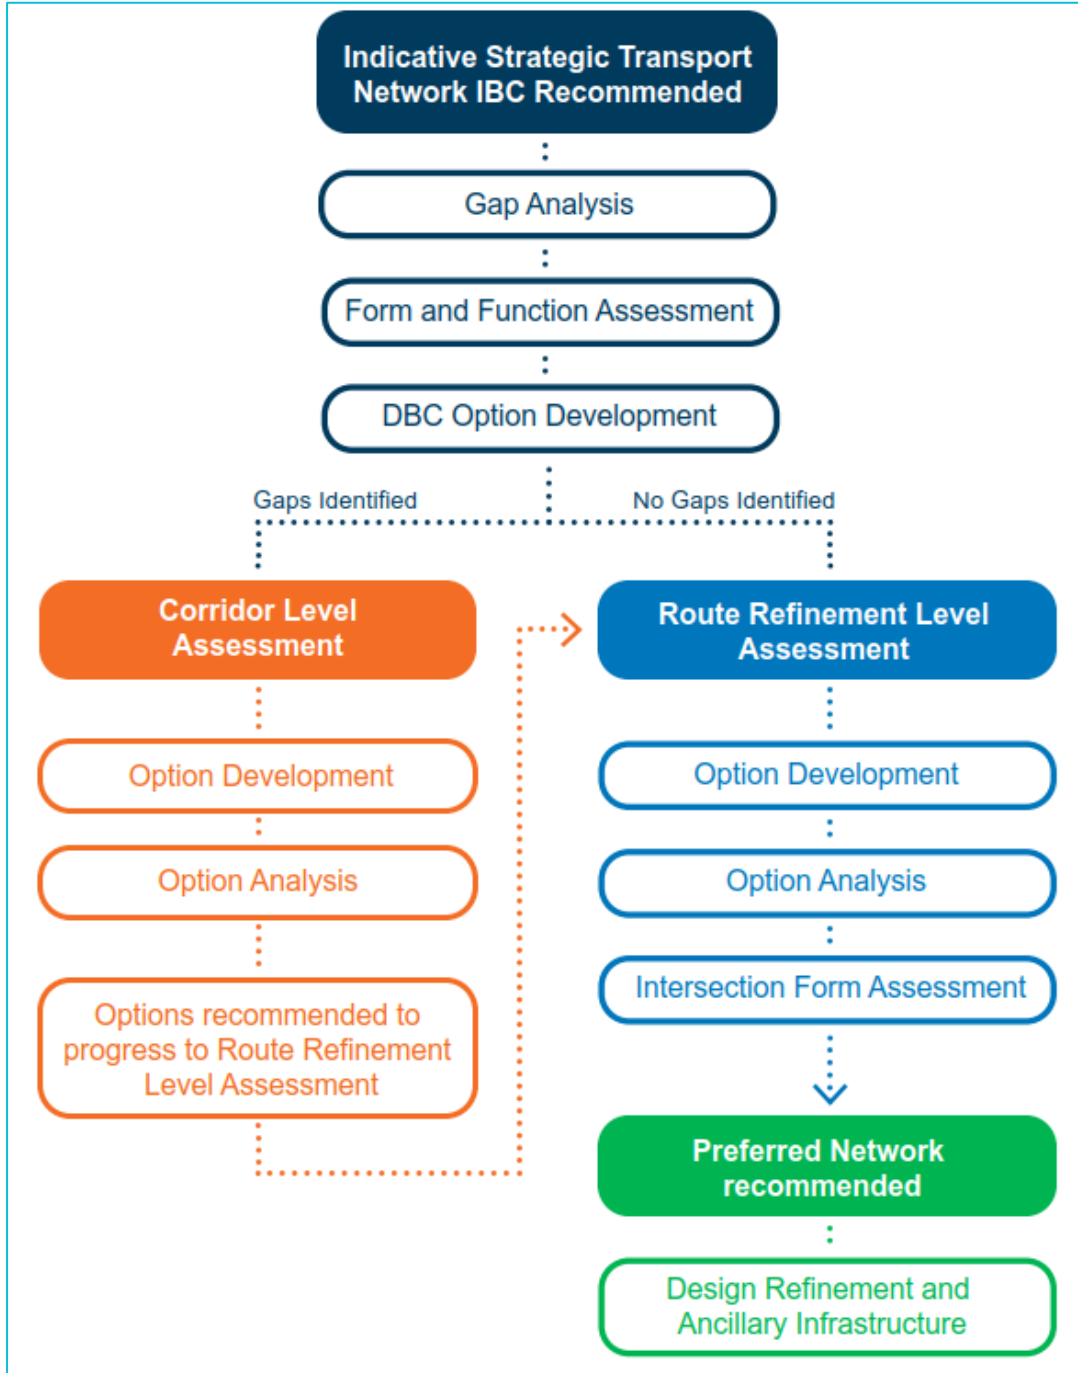 Indicative Strategic Transport
Network IBC Recommended
Gap Analysis
Form and Function Assessment
DBC Option Development
Gaps Identified
No Gaps Identified
Corridor Level
Assessment
Option Development
Option Analysis
Options recommended to
progress to Route Refinement
Level Assessment
Route Refinement Level
Assessment
Option Development
Option Analysis
Intersection Form Assessment
Preferred Network
recommended
Design Refinement and
Ancillary Infrastructure